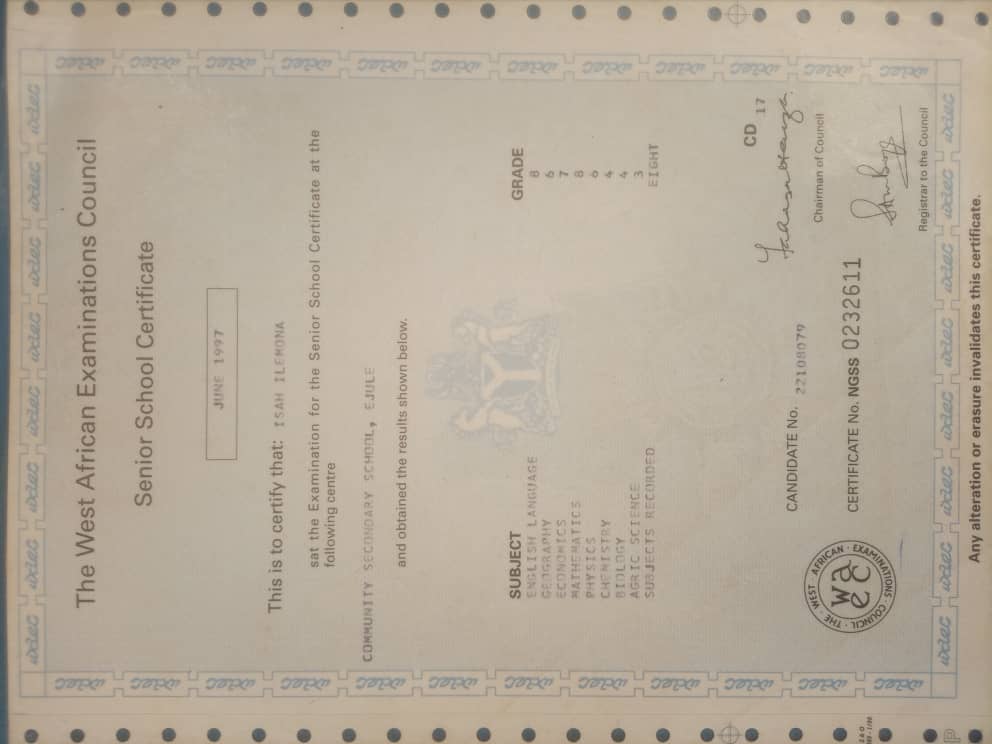 The West African Examinations Council
Senior School Certificate
JUNE 1997
This is to certify that: ISAH ILEMONA
sat the Examination for the Senior School Certificate at the
following centre
COMMUNITY SECONDARY SCHOOL, EJULE
and obtained the results shown below.
SUBJECT GRADE
ENGLISH LANGUAGE 8
GEOGRAPHY 6
ECONOMICS 7
MATHEMATICS 8
PHYSICS 6
CHEMISTRY 4
BIOLOGY 4
AGRIC SCIENCE 3
SUBJECTS RECORDED EIGHT
CD 17
CANDIDATE No. 22108079
Chairman of Council
CERTIFICATE No. NGSS 0232611
THE · WEST AFRICAN · EXAMINATIONS · COUNCIL ·
waec
Registrar to the Council
Any alteration or erasure invalidates this certificate.